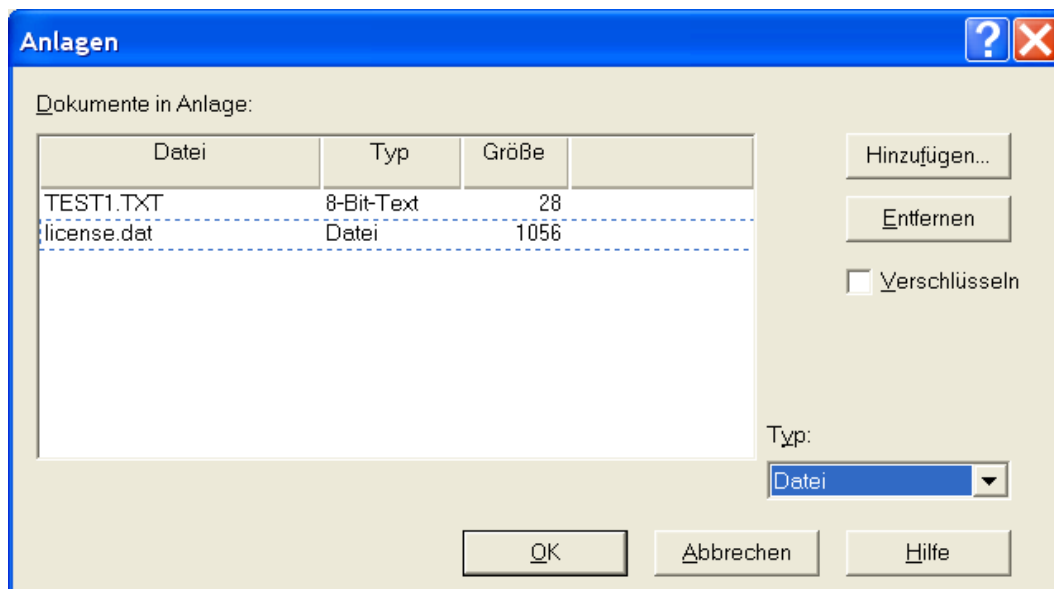 Anlagen
Dokumente in Anlage:
Datei Typ Größe
TEST1.TXT 8-Bit-Text 28
license.dat Datei 1056
Hinzufügen...
Entfernen
Verschlüsseln
Typ:
Datei
OK Abbrechen Hilfe